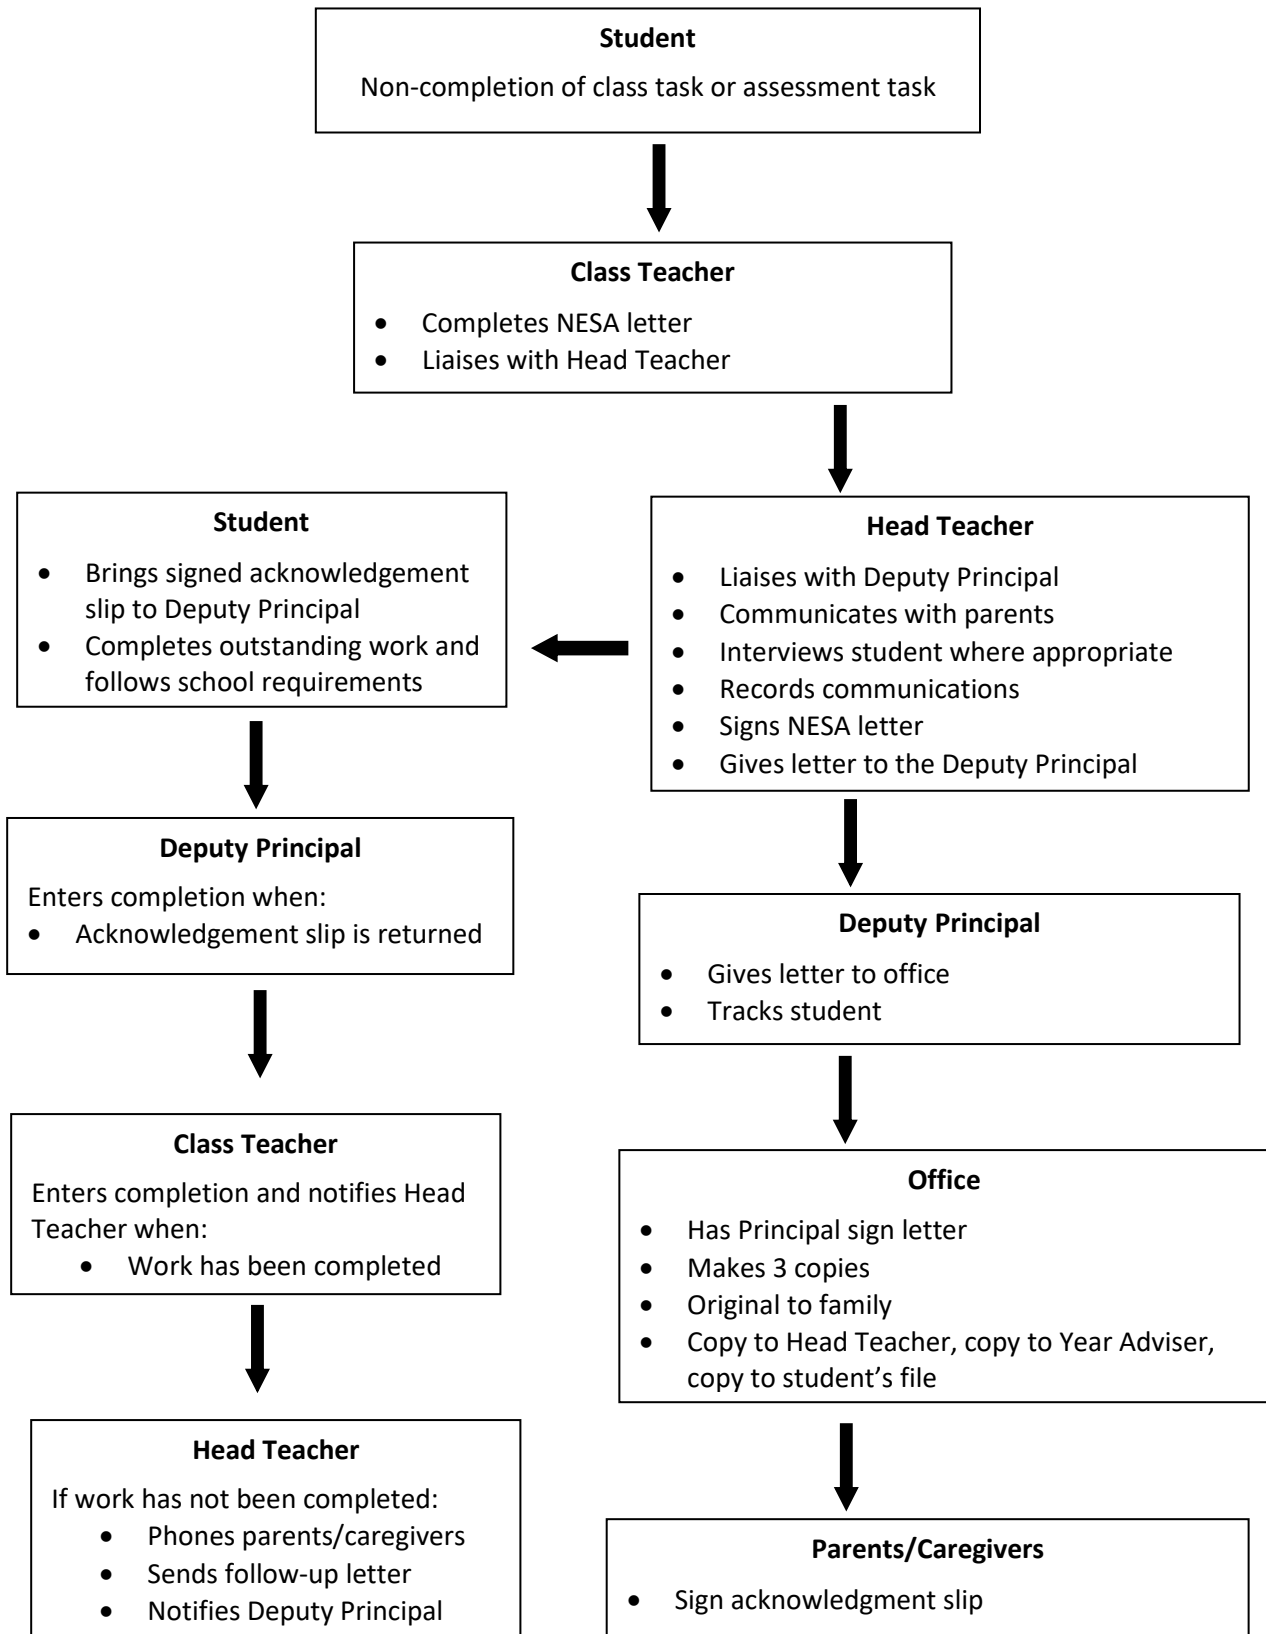 Student
Non-completion of class task or assessment task
Class Teacher
• Completes NESA letter
• Liaises with Head Teacher
Head Teacher
• Liaises with Deputy Principal
• Communicates with parents
• Interviews student where appropriate
• Records communications
• Signs NESA letter
• Gives letter to the Deputy Principal
Student
• Brings signed acknowledgement
slip to Deputy Principal
• Completes outstanding work and
follows school requirements
Deputy Principal
Enters completion when:
• Acknowledgement slip is returned
Class Teacher
Enters completion and notifies Head
Teacher when:
• Work has been completed
Head Teacher
If work has not been completed:
• Phones parents/caregivers
• Sends follow-up letter
• Notifies Deputy Principal
Deputy Principal
• Gives letter to office
• Tracks student
Office
• Has Principal sign letter
• Makes 3 copies
• Original to family
• Copy to Head Teacher, copy to Year Adviser,
copy to student’s file
Parents/Caregivers
• Sign acknowledgment slip